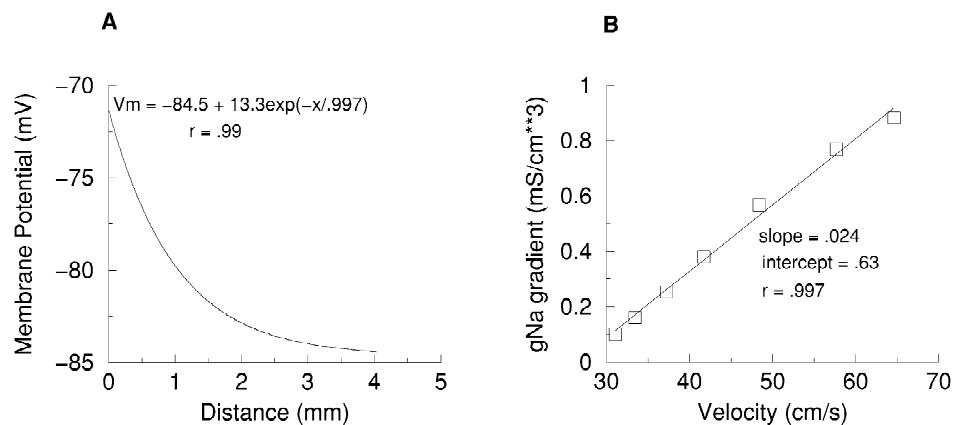 A
−70
−75
−80
−85
Membrane Potential (mV)
Vm = −84.5 + 13.3exp(−x/.997)
r = .99
0 1 2 3 4 5
Distance (mm)
B
1
0.8
0.6
0.4
0.2
0
gNa gradient (mS/cm**3)
slope = .024
intercept = .63
r = .997
30 40 50 60 70
Velocity (cm/s)